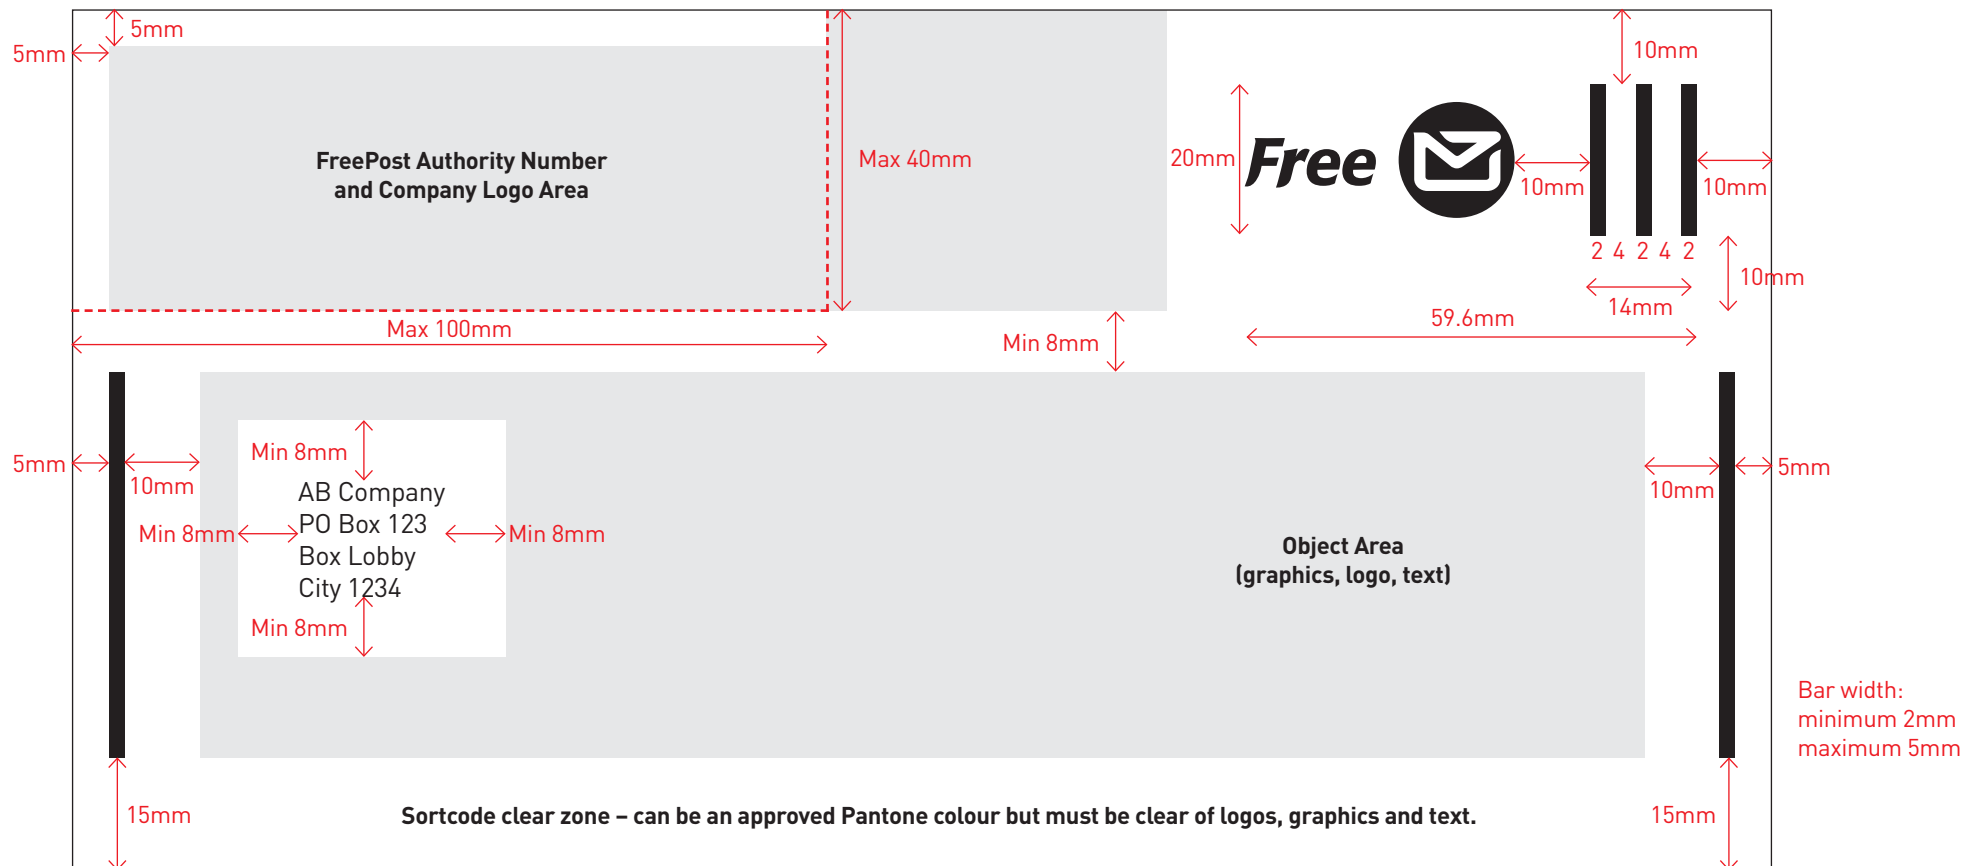 5mm
5mm
10mm
FreePost Authority Number
and Company Logo Area
Max 40mm
20mm
Free
10mm
10mm
2 4 2 4 2
10mm
14mm
59.6mm
Max 100mm
Min 8mm
5mm
10mm
Min 8mm
AB Company
PO Box 123
Box Lobby
City 1234
Min 8mm
Min 8mm
Min 8mm
10mm
5mm
Object Area
(graphics, logo, text)
Bar width:
minimum 2mm
maximum 5mm
15mm
Sortcode clear zone – can be an approved Pantone colour but must be clear of logos, graphics and text.
15mm